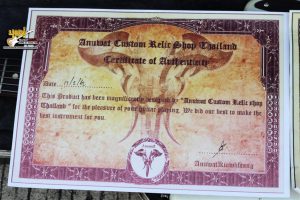 Anuwat Custom Relic Shop Thailand
Certificate of Authenticity
Date
This Product has been magnificently designed by "Anuwat Custom Relic shop
Thailand" for the pleasure of your guitar playing. We did our best to make the
best instrument for you.